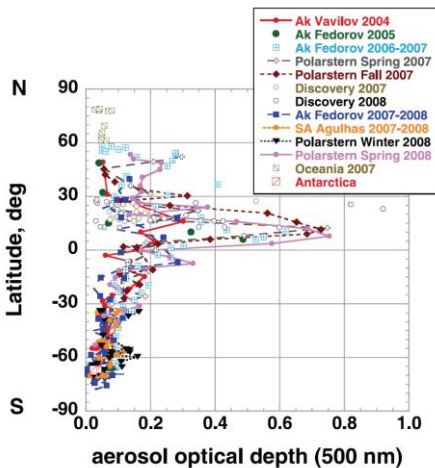 Ak Vavilov 2004
Ak Fedorov 2005
Ak Fedorov 2006-2007
Polarstern Spring 2007
Polarstern Fall 2007
Discovery 2007
Discovery 2008
Ak Fedorov 2007-2008
SA Agulhas 2007-2008
Polarstern Winter 2008
Polarstern Spring 2008
Oceania 2007
Antarctica
N
90
60
30
0
-30
-60
-90
S
Latitude, deg
0.0 0.2 0.4 0.6 0.8 1.0
aerosol optical depth (500 nm)